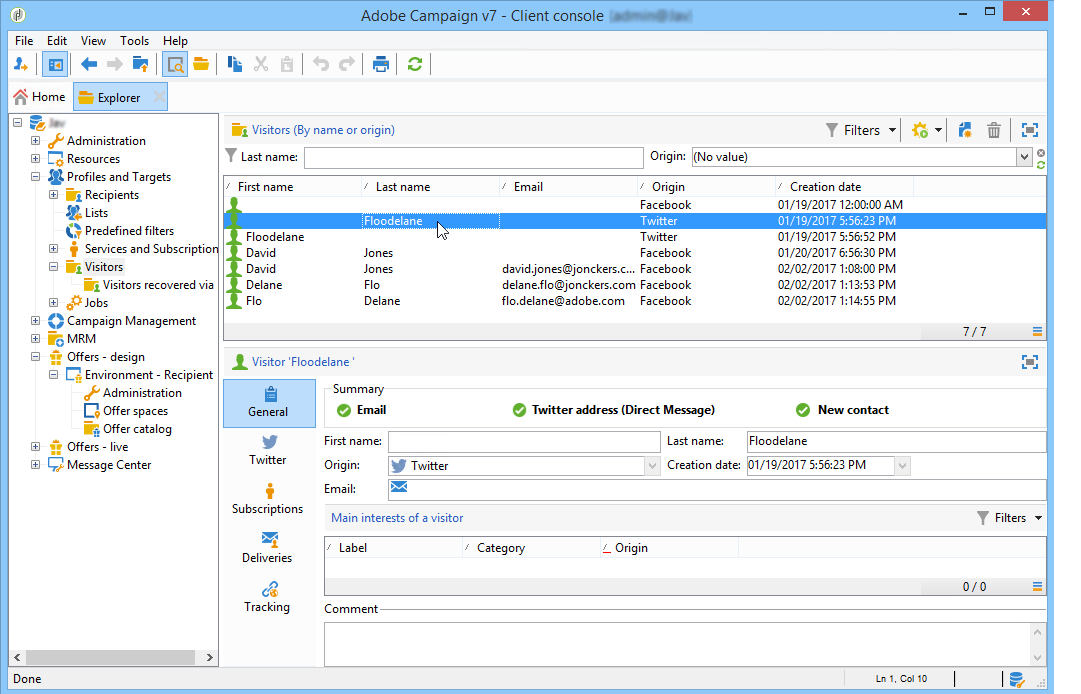 Adobe Campaign v7 - Client console
File Edit View Tools Help
Home Explorer
Administration
Resources
Profiles and Targets
Recipients
Lists
Predefined filters
Services and Subscription
Visitors
Visitors recovered via
Jobs
Campaign Management
MRM
Offers - design
Environment - Recipient
Administration
Offer spaces
Offer catalog
Offers - live
Message Center
Visitors (By name or origin) Filters
Last name: Origin: (No value)
First name Last name Email Origin Creation date
Facebook 01/19/2017 12:00:00 AM
Floodelane Twitter 01/19/2017 5:56:23 PM
Floodelane Twitter 01/19/2017 5:56:52 PM
David Jones Facebook 01/20/2017 6:56:30 PM
David Jones david.jones@jonckers.c... Facebook 02/02/2017 1:08:00 PM
Delane Flo delane.flo@jonckers.com Facebook 02/02/2017 1:13:53 PM
Flo Delane flo.delane@adobe.com Facebook 02/02/2017 1:14:55 PM
7 / 7
Visitor 'Floodelane '
General
Twitter
Subscriptions
Deliveries
Tracking
Summary
Email Twitter address (Direct Message) New contact
First name: Last name: Floodelane
Origin: Twitter Creation date: 01/19/2017 5:56:23 PM
Email:
Main interests of a visitor Filters
Label Category Origin
0 / 0
Comment
Done Ln 1, Col 10